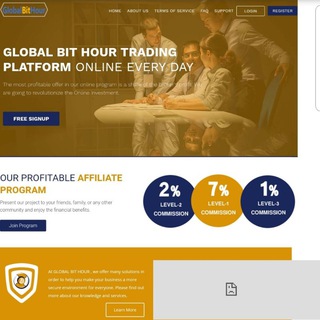 GlobalBitHour
HOME ABOUT US TERMS OF SERVICE FAQ SUPPORT LOGIN REGISTER
GLOBAL BIT HOUR TRADING
PLATFORM ONLINE EVERY DAY
The most profitable offer in our online program is a share of the
are going to revolutionize the Online Investment.
FREE SIGNUP
OUR PROFITABLE AFFILIATE
PROGRAM
Present our project to your friends, family or any other
community and enjoy the financial benefits.
Join Program
2%
LEVEL-2
COMMISSION
7%
LEVEL-1
COMMISSION
1%
LEVEL-3
COMMISSION
At GLOBAL BIT HOUR , we offer many solutions in
order to help you make your business a more
secure environment for everyone. Please find out
more about our knowledge and services.
Learn More